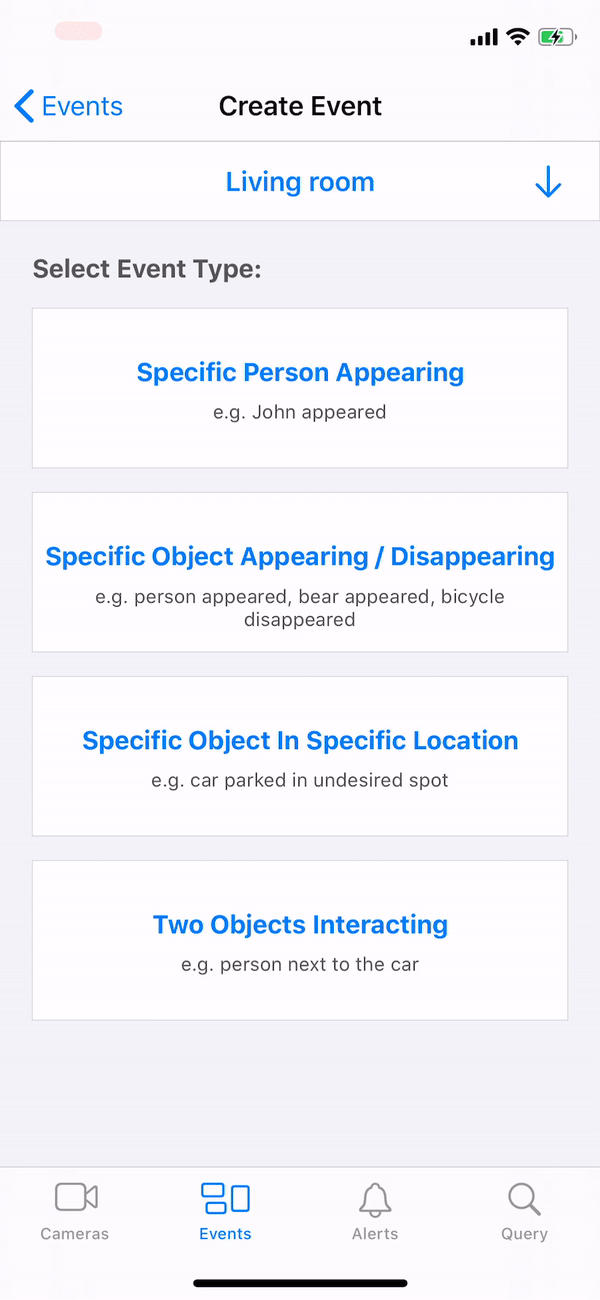 Events
Create Event
Living room
Select Event Type:
Specific Person Appearing
e.g. John appeared
Specific Object Appearing / Disappearing
e.g. person appeared, bear appeared, bicycle
disappeared
Specific Object In Specific Location
e.g. car parked in undesired spot
Two Objects Interacting
e.g. person next to the car
Cameras
Events
Alerts
Query